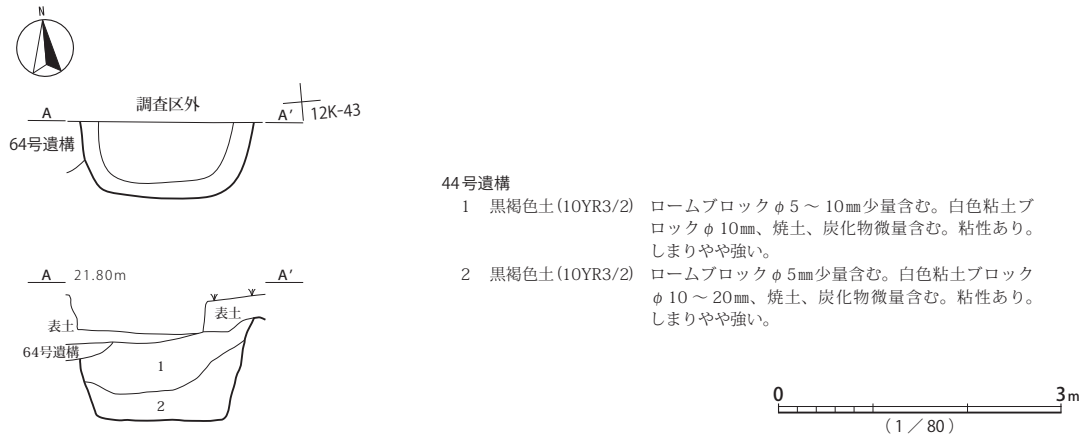 N
調査区外
A A′ 12K-43
64号遺構
A 21.80m A′
表土 表土
64号遺構
1
2
44号遺構
1 黒褐色土(10YR3/2) ロームブロックφ5～10㎜少量含む。白色粘土ブ
ロックφ10㎜、焼土、炭化物微量含む。粘性あり。
しまりやや強い。
2 黒褐色土(10YR3/2) ロームブロックφ5㎜少量含む。白色粘土ブロック
φ10～20㎜、焼土、炭化物微量含む。粘性あり。
しまりやや強い。
0 3m
(1／80)